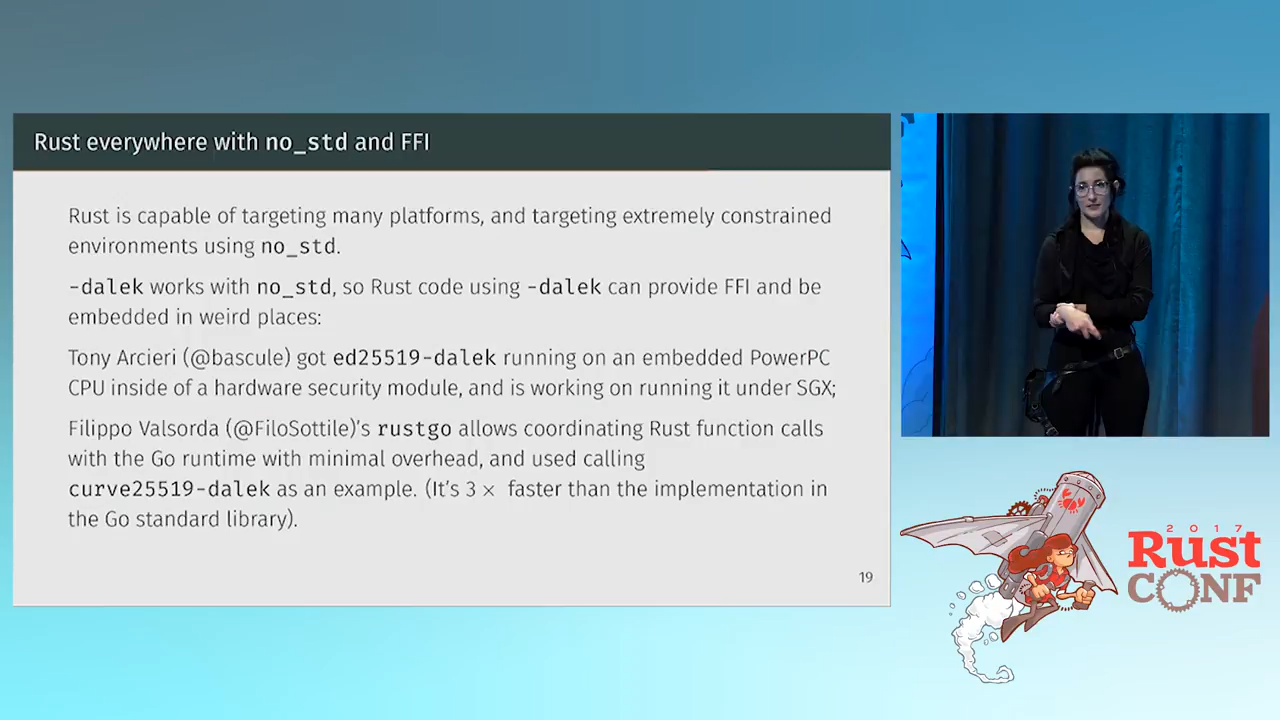 Rust everywhere with no_std and FFI
Rust is capable of targeting many platforms, and targeting extremely constrained
environments using no_std.
-dalek works with no_std, so Rust code using -dalek can provide FFI and be
embedded in weird places:
Tony Arcieri (@bascule) got ed25519-dalek running on an embedded PowerPC
CPU inside of a hardware security module, and is working on running it under SGX;
Filippo Valsorda (@FiloSottile)'s rustgo allows coordinating Rust function calls
with the Go runtime with minimal overhead, and used calling
curve25519-dalek as an example. (It's 3 × faster than the implementation in
the Go standard library).
19
2017
Rust
CONF